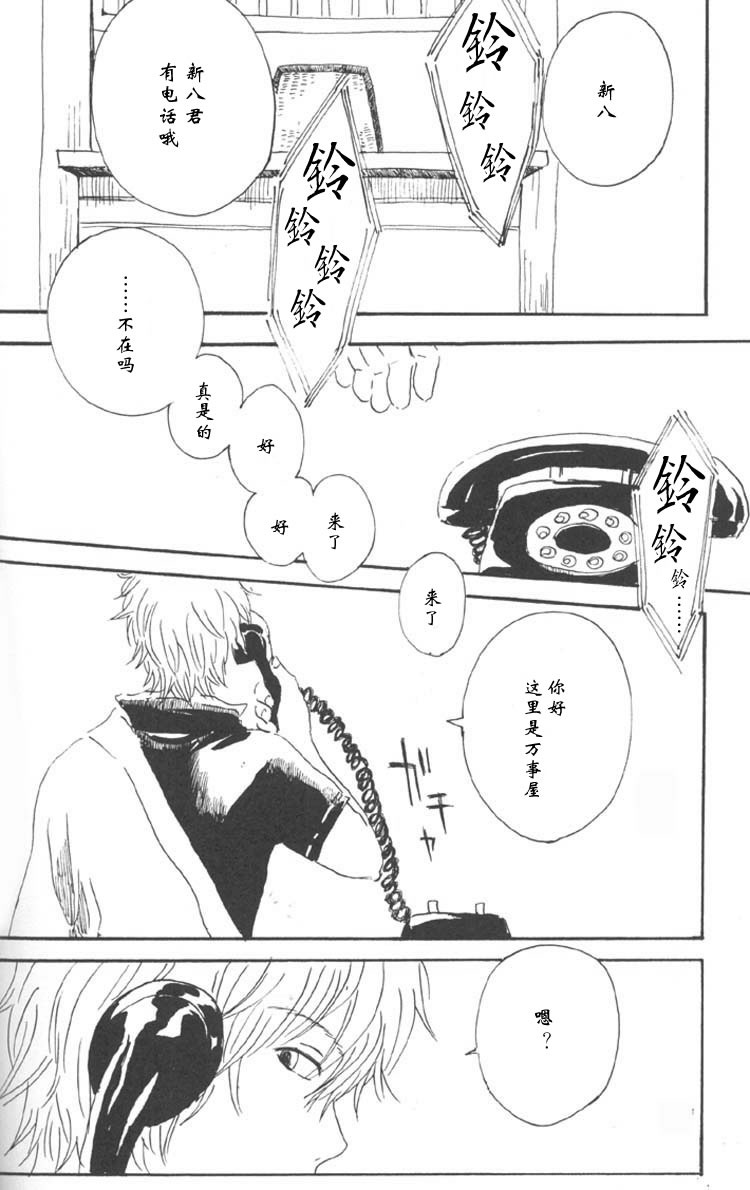 新八
鈴鈴鈴
新八君
有电话哦
鈴鈴鈴鈴
……不在吗
真是的
好
好
来了
鈴鈴鈴……
来了
你好
这里是万事屋
ガチャ
嗯？